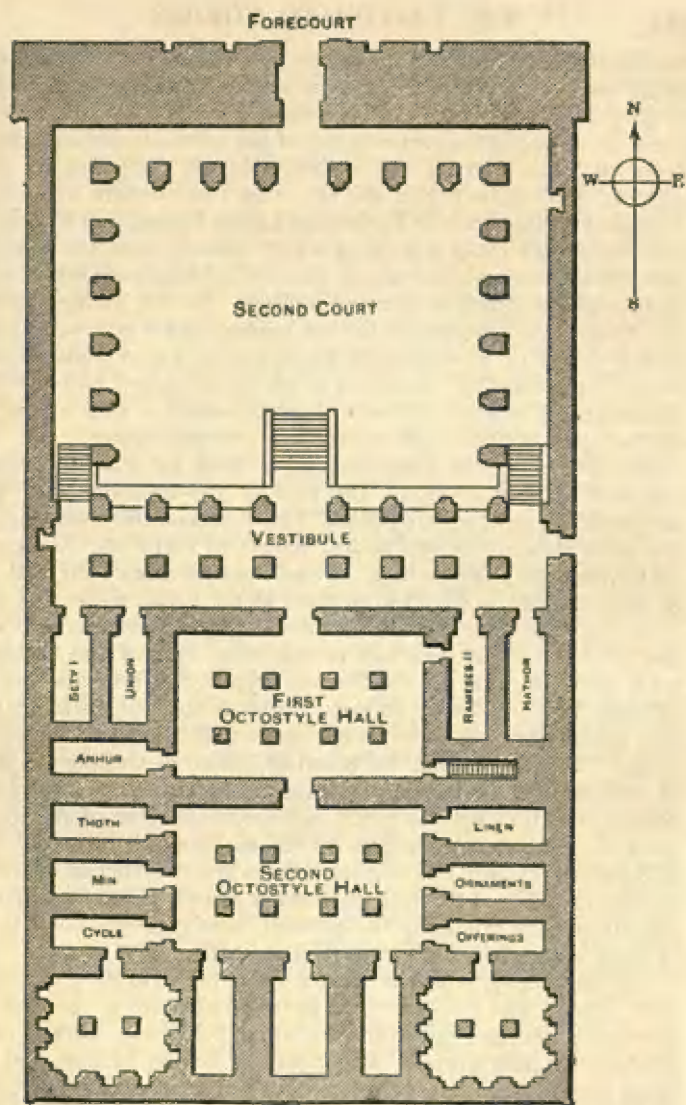 FORECOURT
N
W E
S
SECOND COURT
VESTIBULE
SETY I
UNION
RAMESES II
HATHOR
FIRST
OCTOSTYLE HALL
ANHUR
THOTH
LINEN
MIN
SECOND
OCTOSTYLE HALL
ORNAMENTS
CYCLE
OFFERINGS